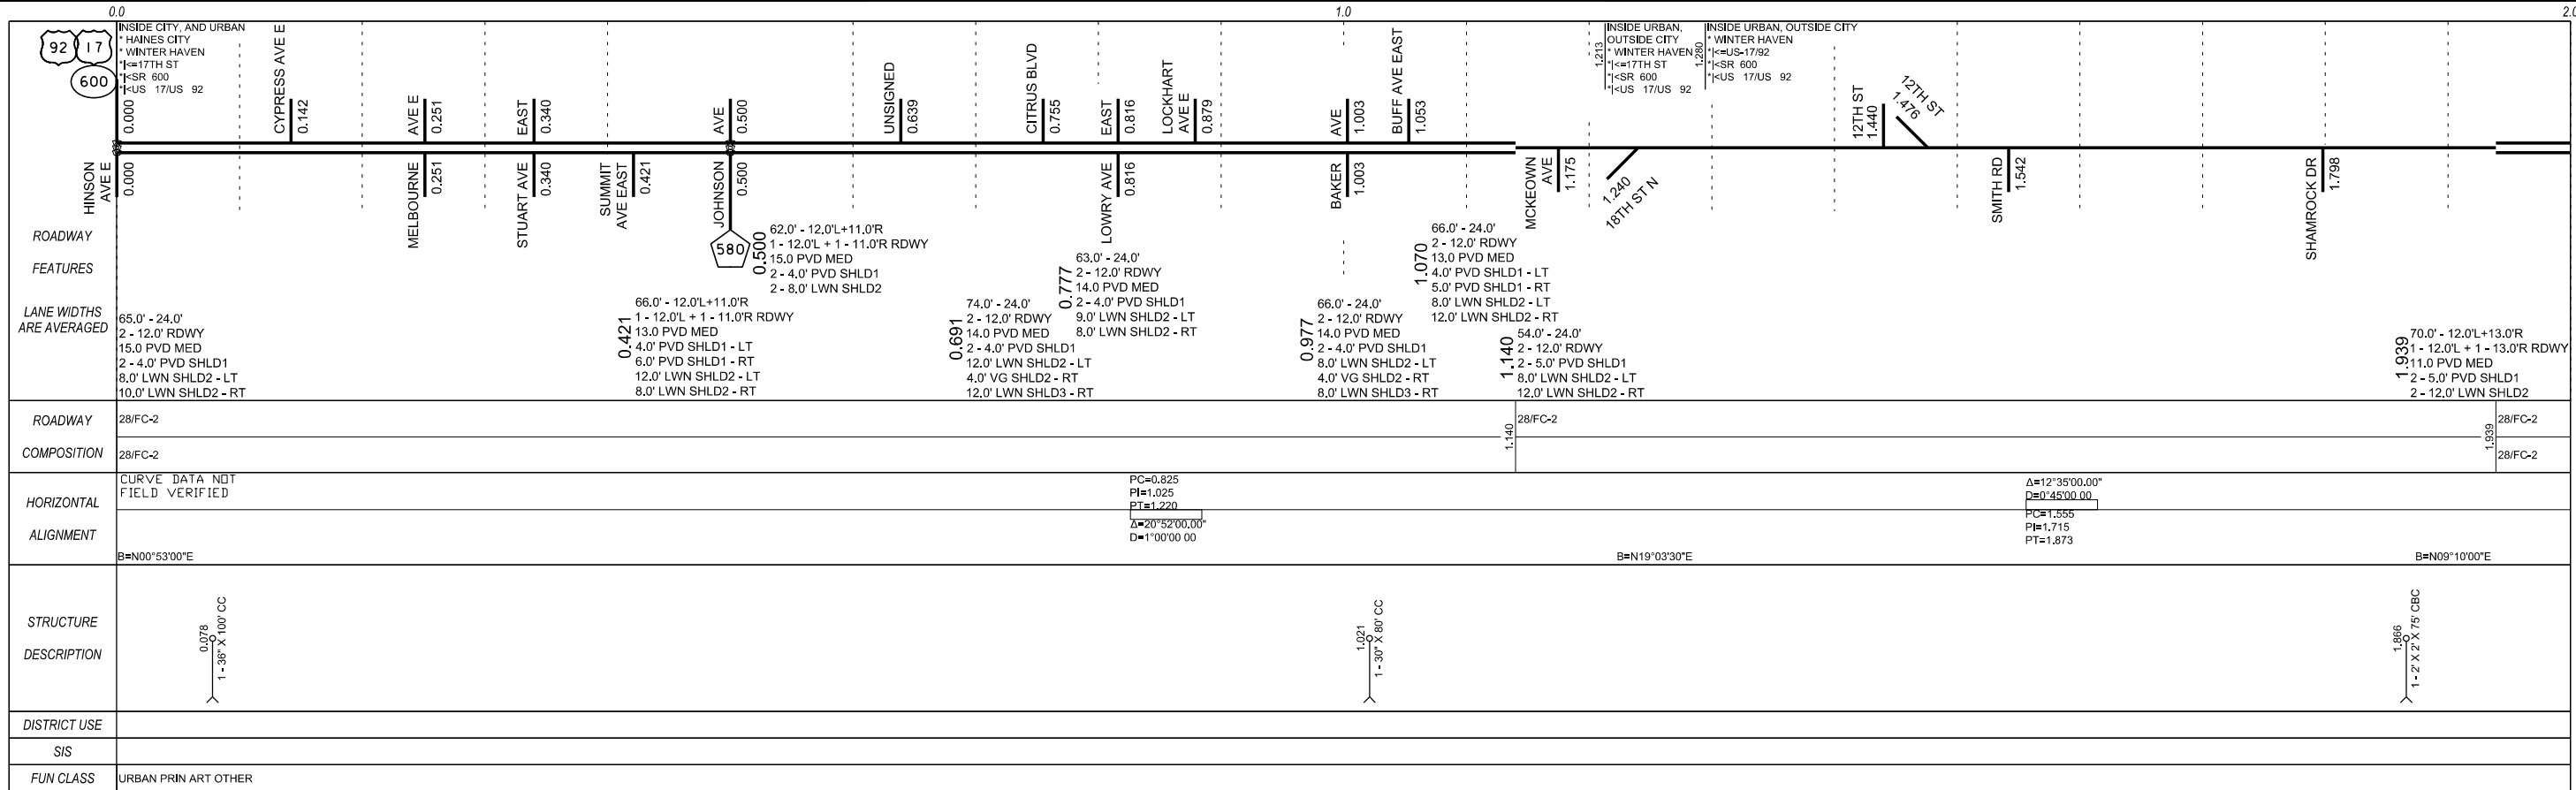 0.0
1.0
2.0
92
17
600
INSIDE CITY, AND URBAN
* HAINES CITY
* WINTER HAVEN
*|<=17TH ST
*|<SR 600
*|<US 17/US 92
0.000
CYPRESS AVE E
0.142
AVE E
0.251
EAST
0.340
AVE
0.500
UNSIGNED
0.639
CITRUS BLVD
0.755
EAST
0.816
LOCKHART
AVE E
0.879
AVE
1.003
BUFF AVE EAST
1.053
1.213
INSIDE URBAN,
OUTSIDE CITY
* WINTER HAVEN
*|<=17TH ST
*|<SR 600
*|<US 17/US 92
1.280
INSIDE URBAN, OUTSIDE CITY
* WINTER HAVEN
*|<=US-17/92
*|<SR 600
*|<US 17/US 92
12TH ST
1.440
12TH ST
1.476
HINSON
AVE E
0.000
MELBOURNE
0.251
STUART AVE
0.340
SUMMIT
AVE EAST
0.421
JOHNSON
0.500
580
LOWRY AVE
0.816
BAKER
1.003
MCKEOWN
AVE
1.175
1.240
18TH ST N
SMITH RD
1.542
SHAMROCK DR
1.798
ROADWAY
FEATURES
LANE WIDTHS
ARE AVERAGED
65.0' - 24.0'
2 - 12.0' RDWY
15.0 PVD MED
2 - 4.0' PVD SHLD1
8.0' LWN SHLD2 - LT
10.0' LWN SHLD2 - RT
0.421
66.0' - 12.0'L+11.0'R
1 - 12.0'L + 1 - 11.0'R RDWY
13.0 PVD MED
4.0' PVD SHLD1 - LT
6.0' PVD SHLD1 - RT
12.0' LWN SHLD2 - LT
8.0' LWN SHLD2 - RT
0.500
62.0' - 12.0'L+11.0'R
1 - 12.0'L + 1 - 11.0'R RDWY
15.0 PVD MED
2 - 4.0' PVD SHLD1
2 - 8.0' LWN SHLD2
0.691
74.0' - 24.0'
2 - 12.0' RDWY
14.0 PVD MED
2 - 4.0' PVD SHLD1
12.0' LWN SHLD2 - LT
4.0' VG SHLD2 - RT
12.0' LWN SHLD3 - RT
0.777
63.0' - 24.0'
2 - 12.0' RDWY
14.0 PVD MED
2 - 4.0' PVD SHLD1
9.0' LWN SHLD2 - LT
8.0' LWN SHLD2 - RT
0.977
66.0' - 24.0'
2 - 12.0' RDWY
14.0 PVD MED
2 - 4.0' PVD SHLD1
8.0' LWN SHLD2 - LT
4.0' VG SHLD2 - RT
8.0' LWN SHLD3 - RT
1.070
66.0' - 24.0'
2 - 12.0' RDWY
13.0 PVD MED
4.0' PVD SHLD1 - LT
5.0' PVD SHLD1 - RT
8.0' LWN SHLD2 - LT
12.0' LWN SHLD2 - RT
1.140
54.0' - 24.0'
2 - 12.0' RDWY
2 - 5.0' PVD SHLD1
8.0' LWN SHLD2 - LT
12.0' LWN SHLD2 - RT
1.939
70.0' - 12.0'L+13.0'R
1 - 12.0'L + 1 - 13.0'R RDWY
11.0 PVD MED
2 - 5.0' PVD SHLD1
2 - 12.0' LWN SHLD2
ROADWAY
COMPOSITION
28/FC-2
28/FC-2
1.140
28/FC-2
1.939
28/FC-2
28/FC-2
HORIZONTAL
ALIGNMENT
CURVE DATA NOT
FIELD VERIFIED
B=N00°53'00"E
PC=0.825
PI=1.025
PT=1.220
Δ=20°52'00.00"
D=1°00'00 00
B=N19°03'30"E
Δ=12°35'00.00"
D=0°45'00 00
PC=1.555
PI=1.715
PT=1.873
B=N09°10'00"E
STRUCTURE
DESCRIPTION
0.078
1 - 36" X 100' CC
1.021
1 - 30" X 80' CC
1.866
1 - 2' X 2' X 75' CBC
DISTRICT USE
SIS
FUN CLASS
URBAN PRIN ART OTHER